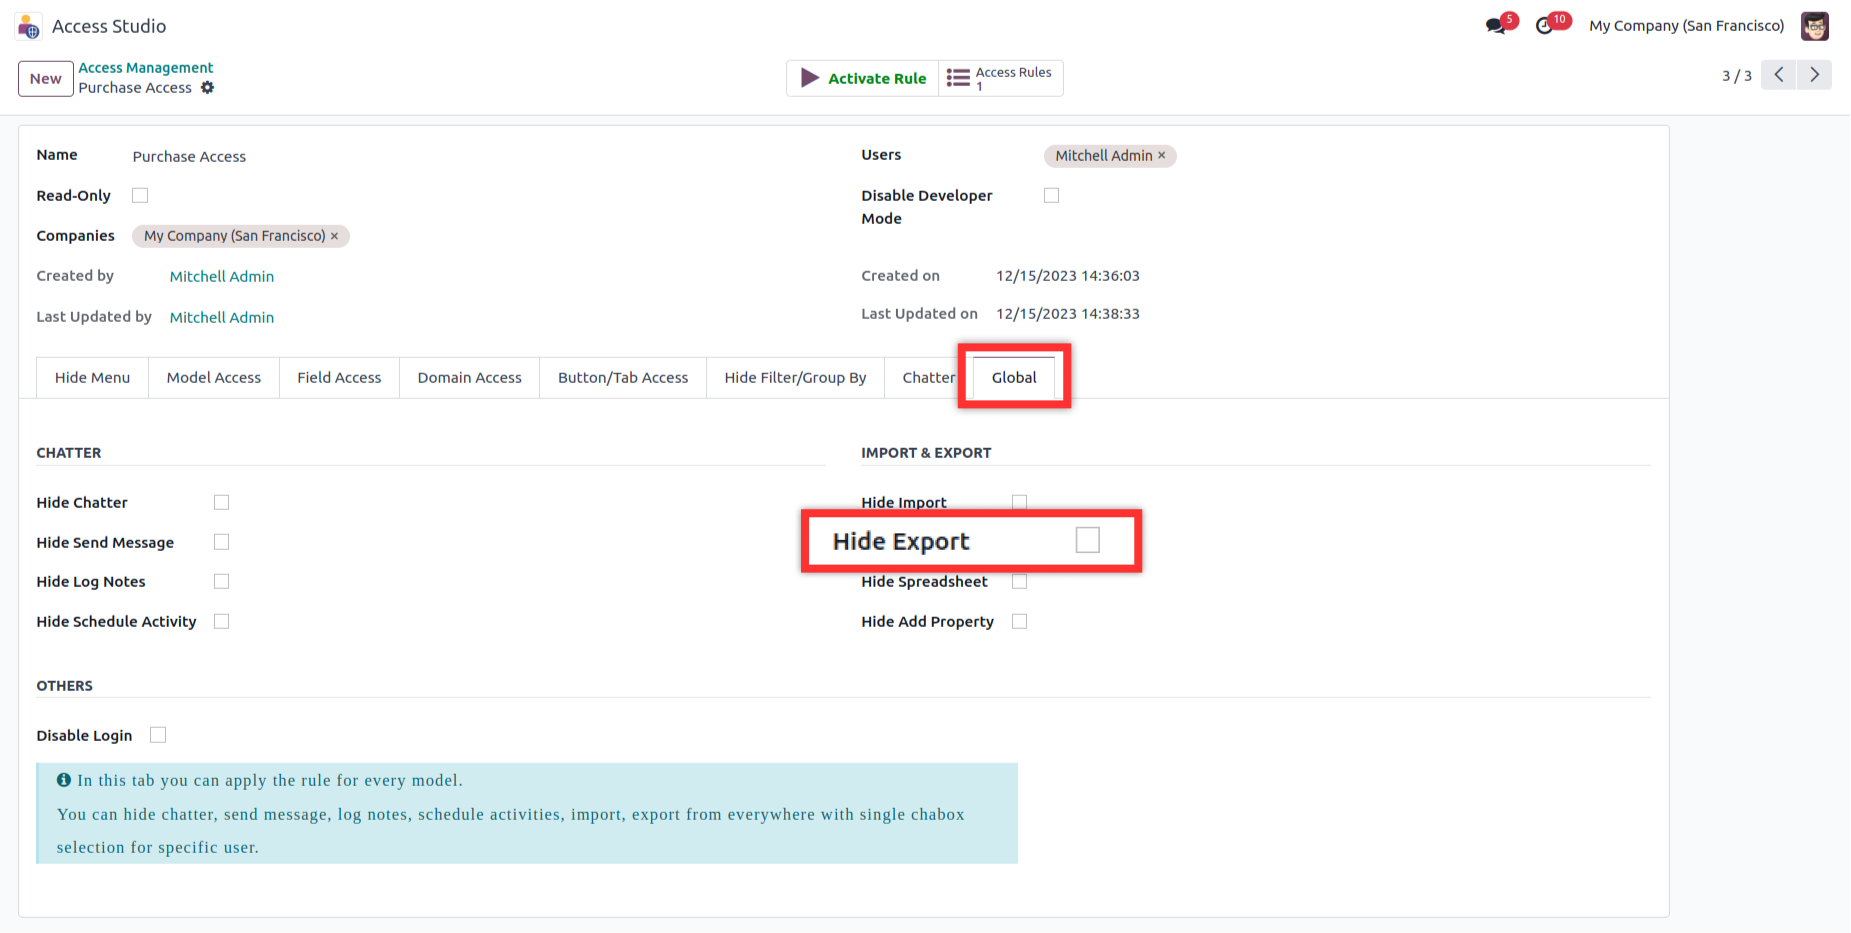 Access Studio
5
10
My Company (San Francisco)
New
Access Management
Purchase Access
Activate Rule
Access Rules
1
3 / 3
Name
Purchase Access
Users
Mitchell Admin ×
Read-Only
Disable Developer
Mode
Companies
My Company (San Francisco) ×
Created by
Mitchell Admin
Created on
12/15/2023 14:36:03
Last Updated by
Mitchell Admin
Last Updated on
12/15/2023 14:38:33
Hide Menu
Model Access
Field Access
Domain Access
Button/Tab Access
Hide Filter/Group By
Chatter
Global
CHATTER
IMPORT & EXPORT
Hide Chatter
Hide Import
Hide Send Message
Hide Export
Hide Log Notes
Hide Spreadsheet
Hide Schedule Activity
Hide Add Property
OTHERS
Disable Login
In this tab you can apply the rule for every model.
You can hide chatter, send message, log notes, schedule activities, import, export from everywhere with single chabox
selection for specific user.